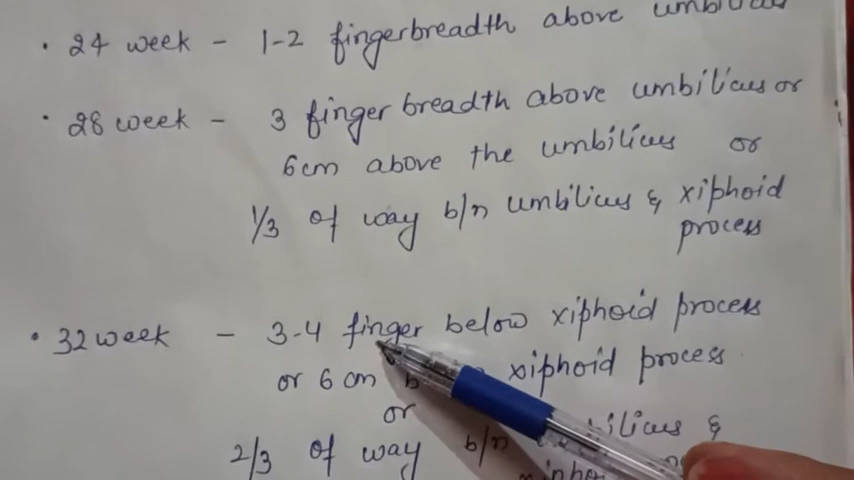 • 24 week - 1-2 fingerbreadth above umbilicus
• 28 week - 3 finger breadth above umbilicus or
6cm above the umbilicus or
1/3 of way b/n umbilicus & xiphoid
process
• 32 week - 3-4 finger below xiphoid process
or 6 cm xiphoid process
or
2/3 of way b/n umbilicus &